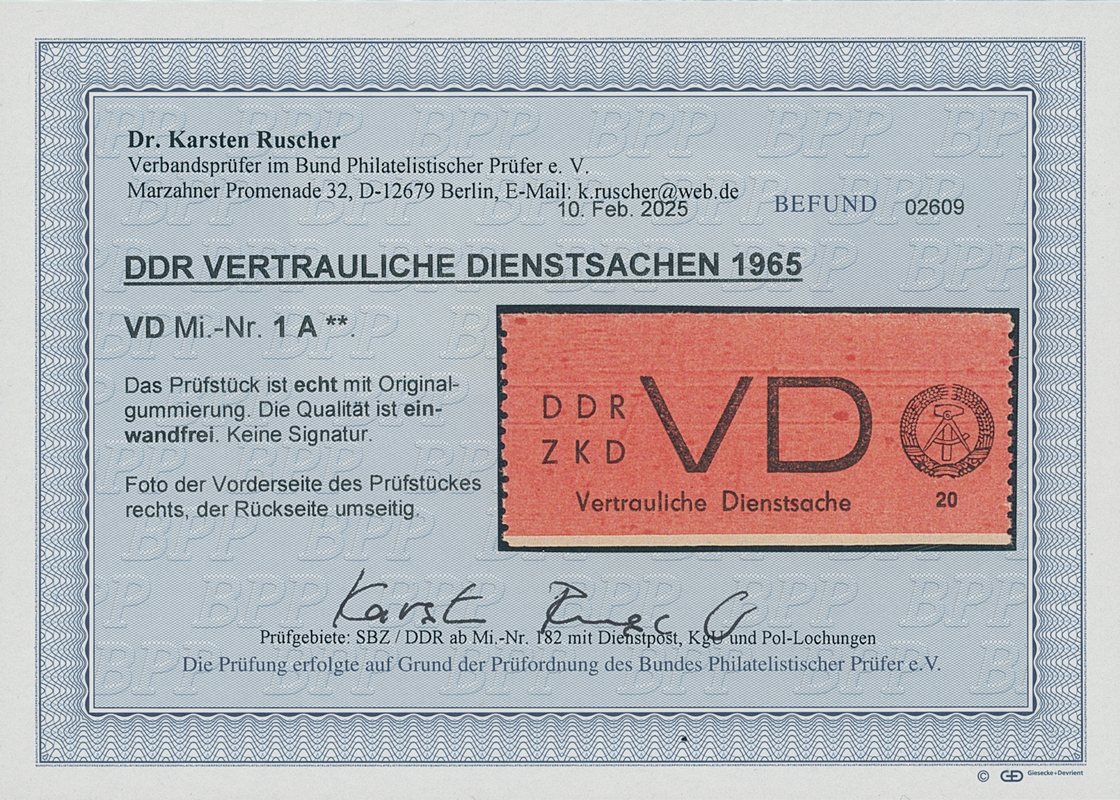 Dr. Karsten Ruscher
Verbandsprüfer im Bund Philatelistischer Prüfer e. V.
Marzahner Promenade 32, D-12679 Berlin, E-Mail: k.ruscher@web.de
10. Feb. 2025 BEFUND 02609
DDR VERTRAULICHE DIENSTSACHEN 1965
VD Mi.-Nr. 1 A **.
Das Prüfstück ist echt mit Original-
gummierung. Die Qualität ist ein-
wandfrei. Keine Signatur.
Foto der Vorderseite des Prüfstückes
rechts, der Rückseite umseitig.
DDR
ZKD
VD
Vertrauliche Dienstsache 20
Prüfgebiete: SBZ / DDR ab Mi.-Nr. 182 mit Dienstpost, KgU und Pol-Lochungen
Die Prüfung erfolgte auf Grund der Prüfordnung des Bundes Philatelistischer Prüfer e.V.
© GD Giesecke+Devrient
BPP